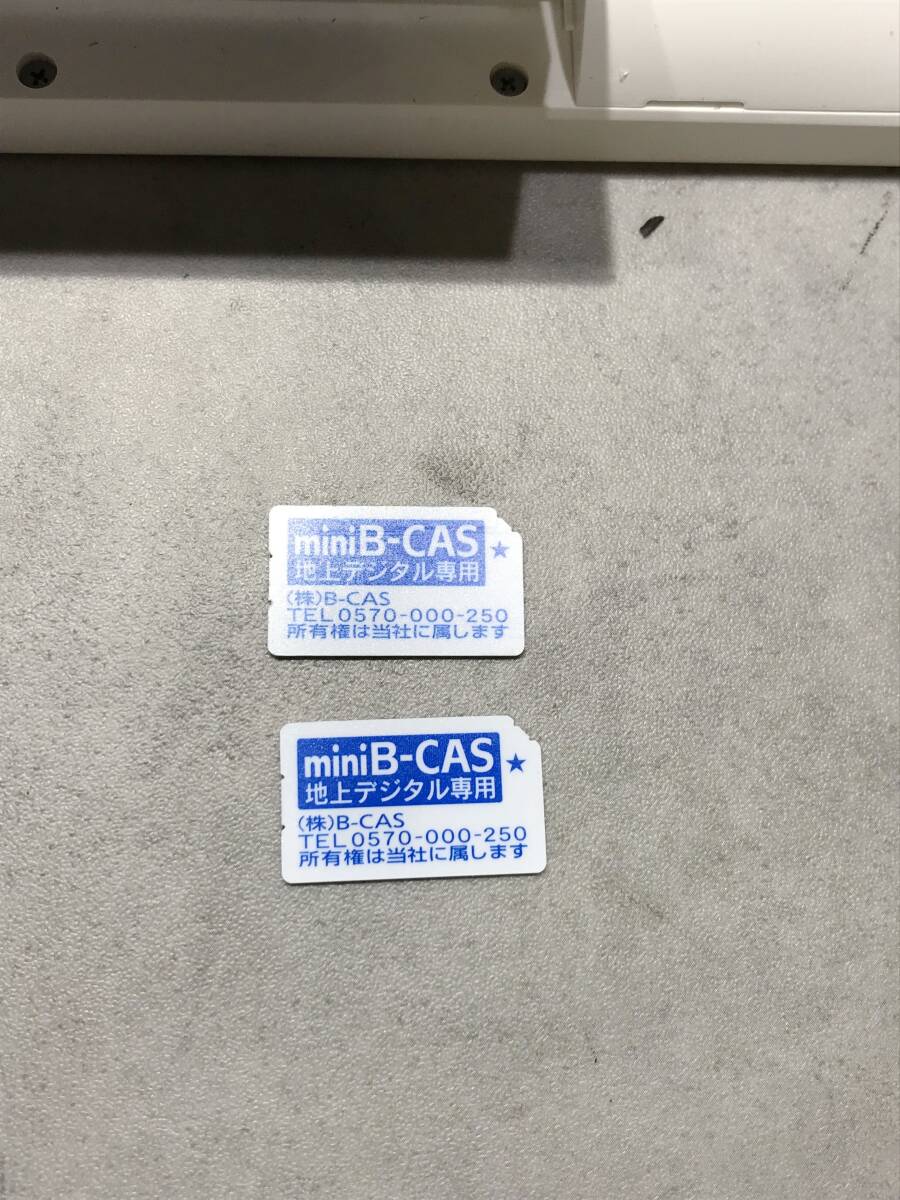 miniB-CAS
地上デジタル専用
★
(株)B-CAS
TEL0570-000-250
所有権は当社に属します
miniB-CAS
地上デジタル専用
★
(株)B-CAS
TEL0570-000-250
所有権は当社に属します